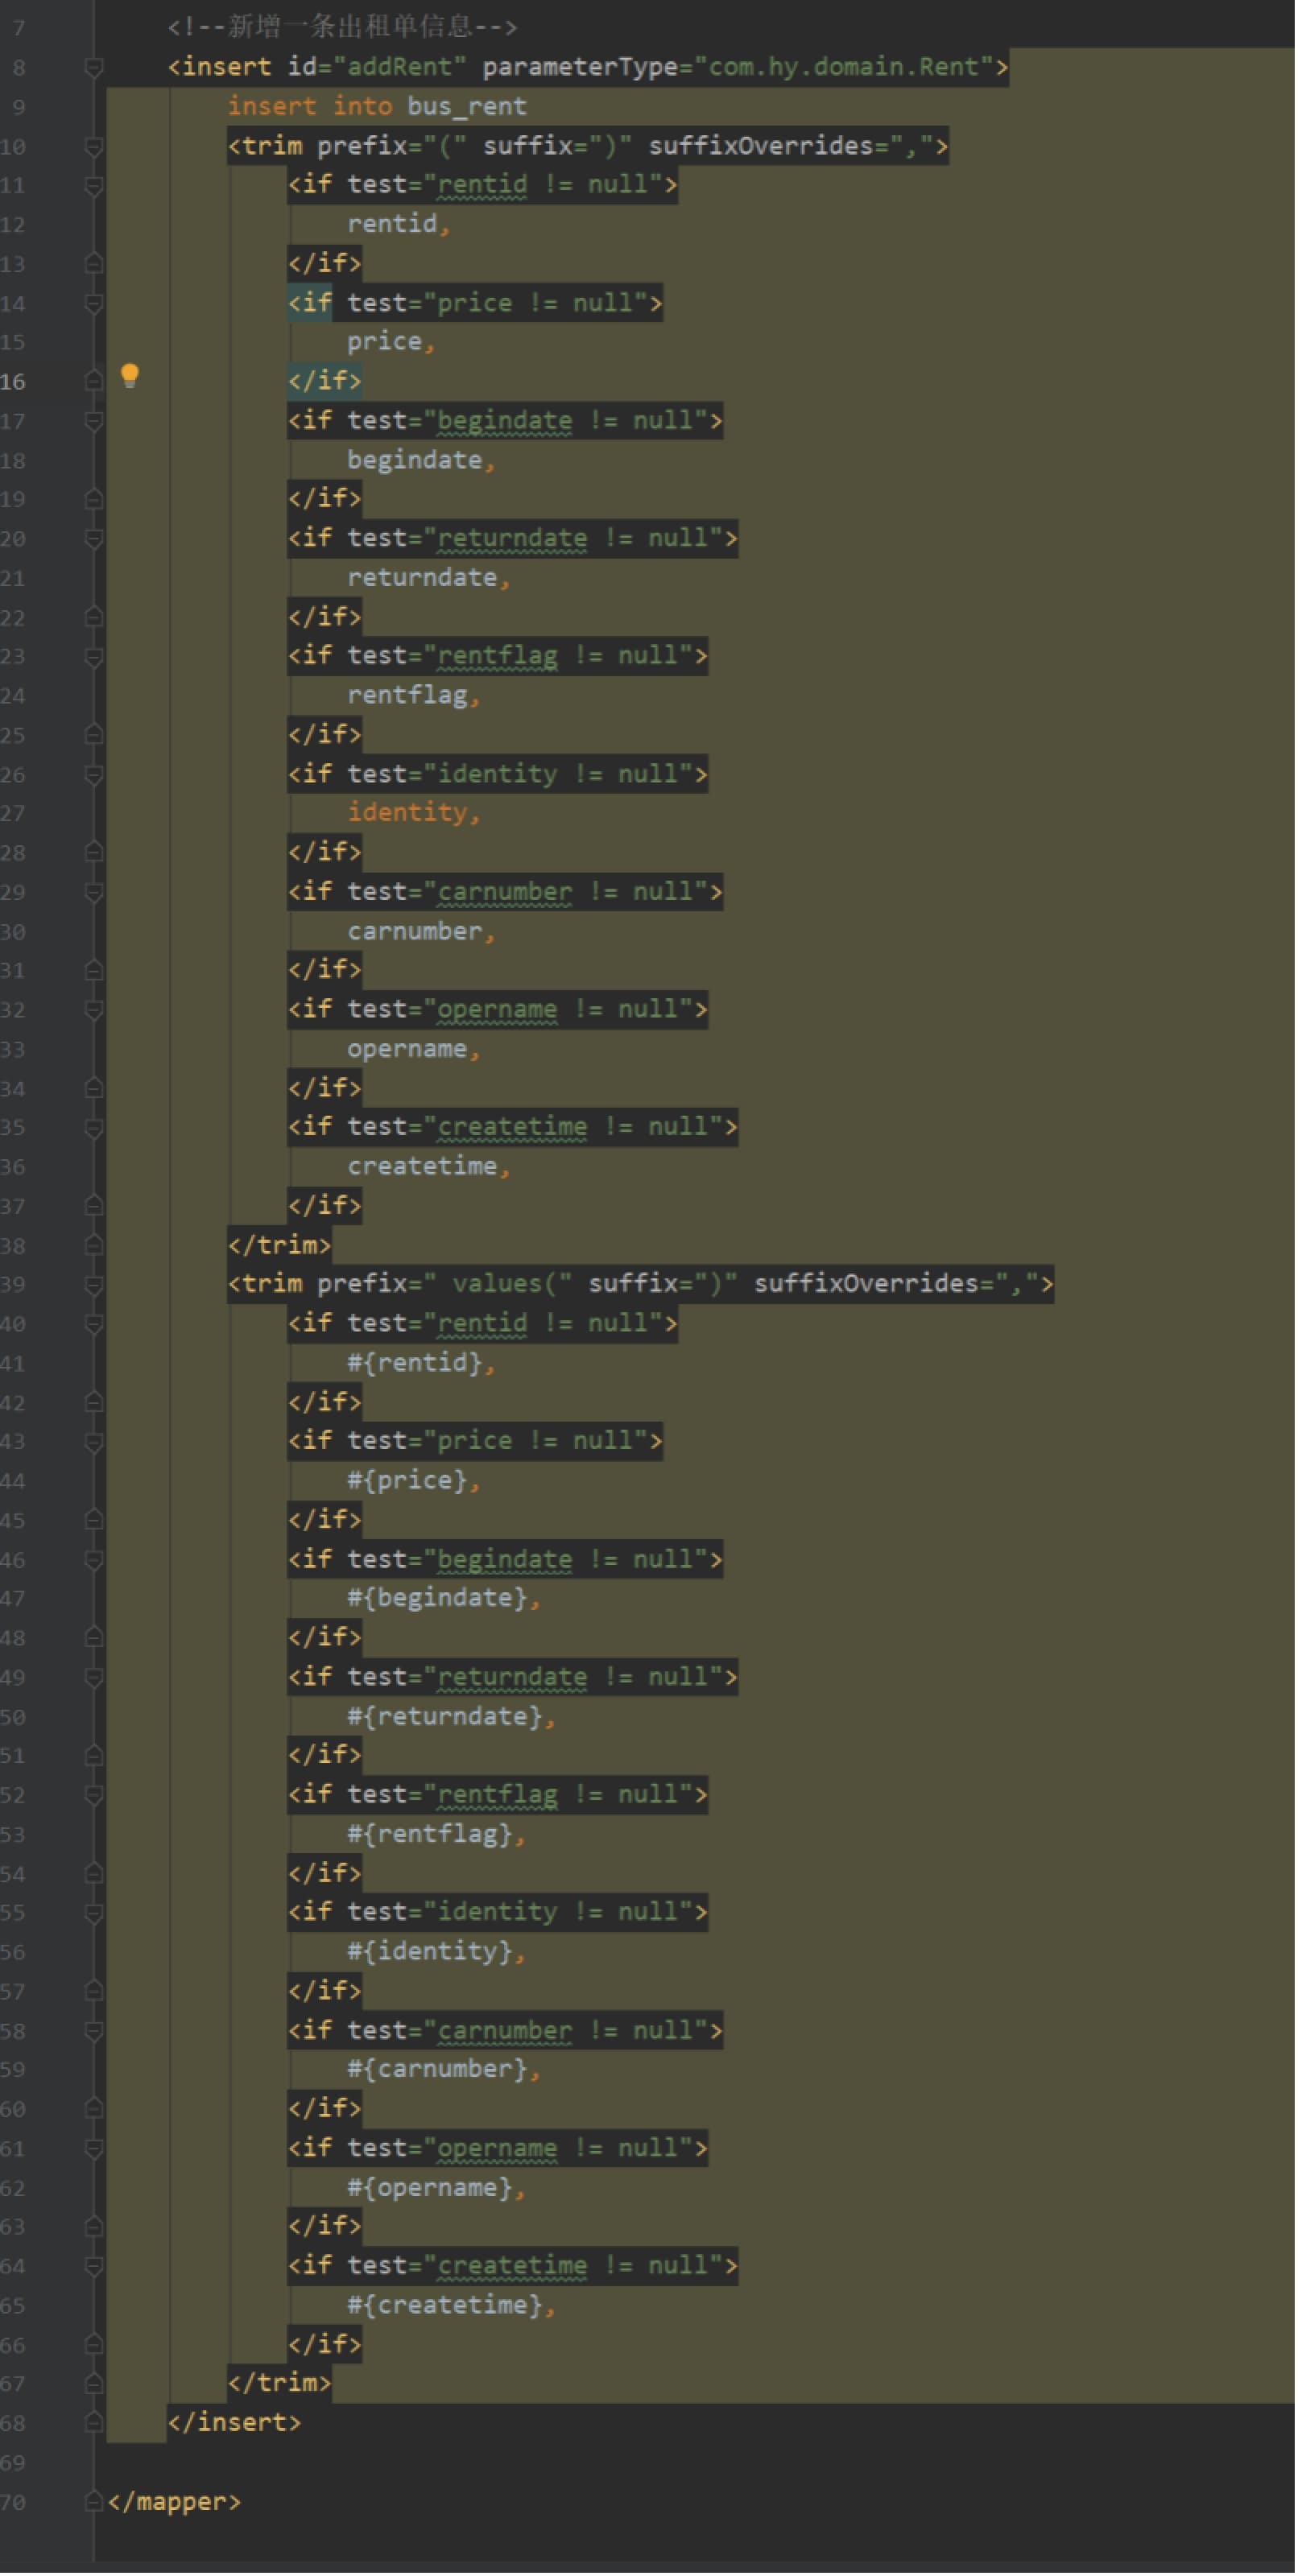 7 <!--新增一条出租单信息-->
8 <insert id="addRent" parameterType="com.hy.domain.Rent">
9 insert into bus_rent
10 <trim prefix="(" suffix=")" suffixOverrides=",">
11 <if test="rentid != null">
12 rentid,
13 </if>
14 <if test="price != null">
15 price,
16 </if>
17 <if test="begindate != null">
18 begindate,
19 </if>
20 <if test="returndate != null">
21 returndate,
22 </if>
23 <if test="rentflag != null">
24 rentflag,
25 </if>
26 <if test="identity != null">
27 identity,
28 </if>
29 <if test="carnumber != null">
30 carnumber,
31 </if>
32 <if test="opername != null">
33 opername,
34 </if>
35 <if test="createtime != null">
36 createtime,
37 </if>
38 </trim>
39 <trim prefix=" values(" suffix=")" suffixOverrides=",">
40 <if test="rentid != null">
41 #{rentid},
42 </if>
43 <if test="price != null">
44 #{price},
45 </if>
46 <if test="begindate != null">
47 #{begindate},
48 </if>
49 <if test="returndate != null">
50 #{returndate},
51 </if>
52 <if test="rentflag != null">
53 #{rentflag},
54 </if>
55 <if test="identity != null">
56 #{identity},
57 </if>
58 <if test="carnumber != null">
59 #{carnumber},
60 </if>
61 <if test="opername != null">
62 #{opername},
63 </if>
64 <if test="createtime != null">
65 #{createtime},
66 </if>
67 </trim>
68 </insert>
69
70 </mapper>